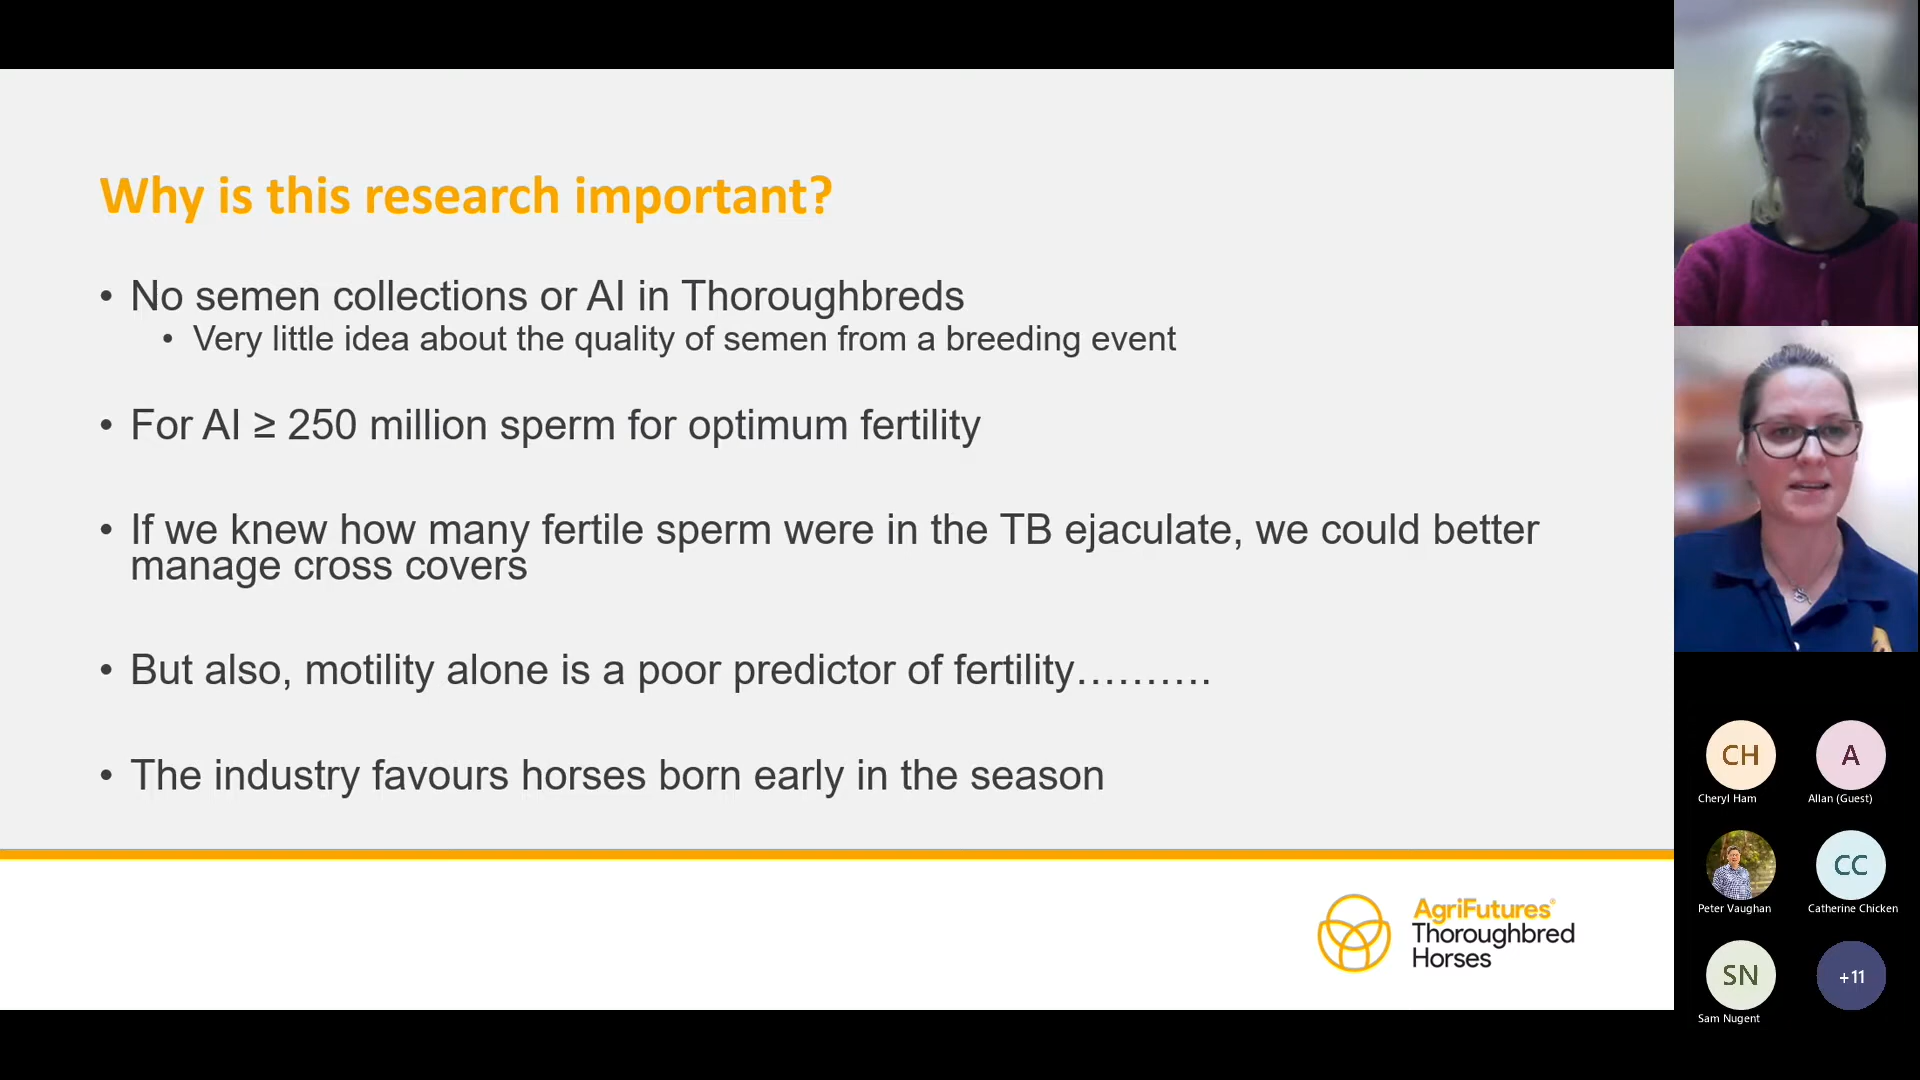 Why is this research important?
• No semen collections or AI in Thoroughbreds
• Very little idea about the quality of semen from a breeding event
• For AI ≥ 250 million sperm for optimum fertility
• If we knew how many fertile sperm were in the TB ejaculate, we could better
manage cross covers
• But also, motility alone is a poor predictor of fertility……….
• The industry favours horses born early in the season
AgriFutures®
Thoroughbred
Horses
CH
A
Cheryl Ham
Allan (Guest)
CC
Peter Vaughan
Catherine Chicken
SN
+11
Sam Nugent